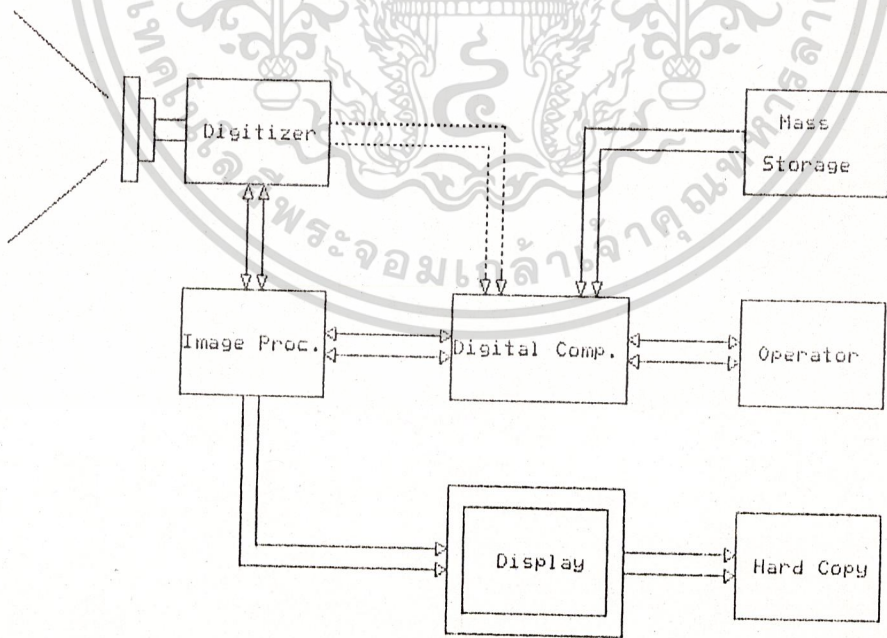 Digitizer
Mass
Storage
Image Proc.
Digital Comp.
Operator
Display
Hard Copy
พระจอมเกล้าเจ้าคุณทหาร